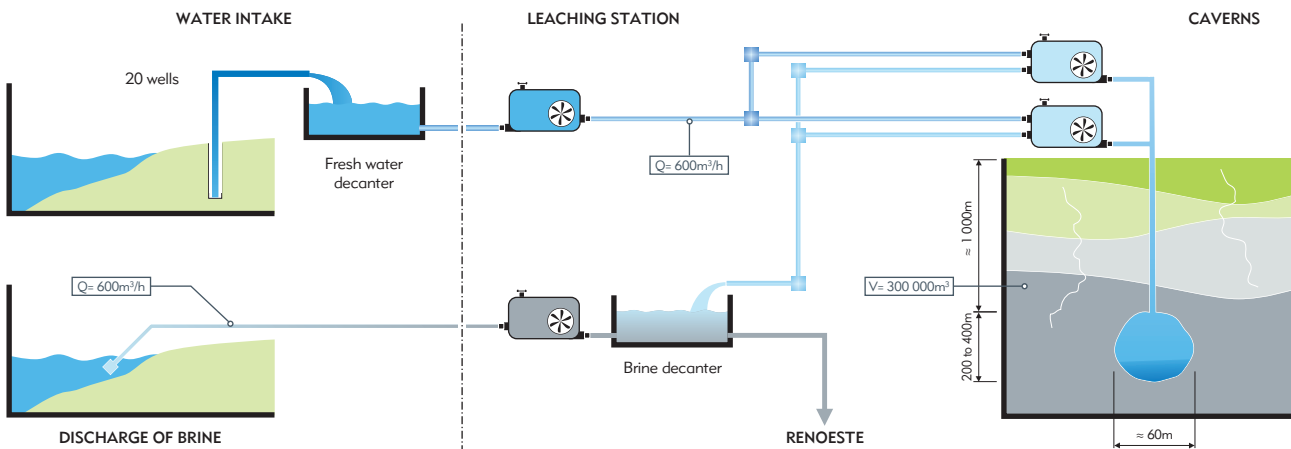 WATER INTAKE
LEACHING STATION
CAVERNS
20 wells
Fresh water
decanter
Q= 600m³/h
≈ 1 000m
Q= 600m³/h
V= 300 000m³
200 to 400m
Brine decanter
DISCHARGE OF BRINE
RENOESTE
≈ 60m